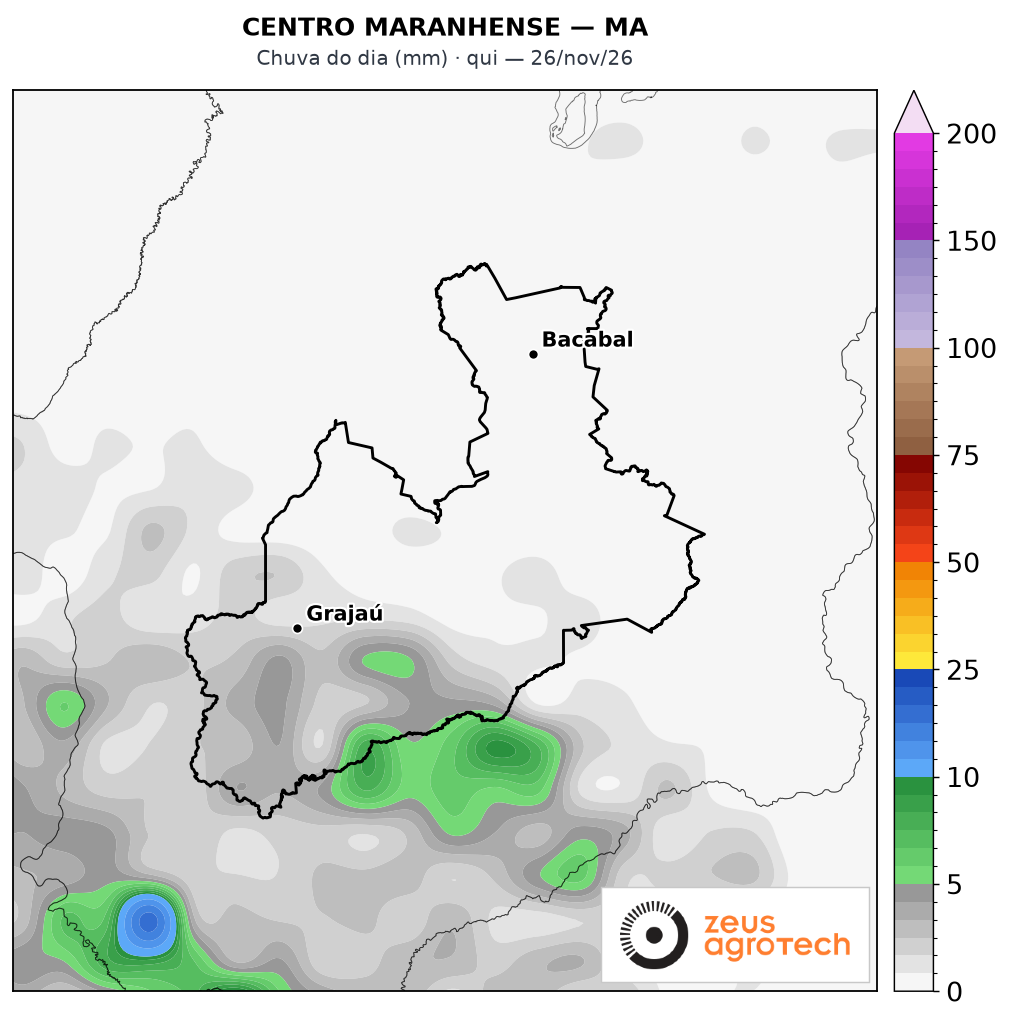 CENTRO MARANHENSE — MA
Chuva do dia (mm) · qui — 26/nov/26
200
150
100
75
50
25
10
5
0
Bacabal
Grajaú
zeus
agrotech